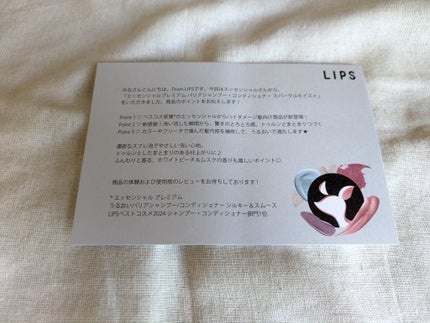 LIPS
みなさんこんにちは、Team LIPSです。今回はエッセンシャルさんから、
「エッセンシャルプレミアム バリアシャンプー・コンディショナー スパークルモイスト」
をいただきました。商品のポイントをお伝えします!
Point 1♡ ベスコス受賞*のエッセンシャルからハイダメージ髪向け商品が新登場!
Point 2♡ 新感覚!洗い流した瞬間から、驚きのとろとろ感、トゥルンとまとまりつづく
Point 3♡ カラーやブリーチで傷んだ髪内部を補修して、うるおいで満たします★
濃密なスフレ泡でやさしい洗い心地、
トゥルンとしたまとまりのある仕上がりに♪
ふんわりと香る、ホワイトピーチ&ムスクの香りも嬉しいポイント♡
商品の体験および使用感のレビューをお待ちしております!
*エッセンシャル プレミアム
うるおいバリアシャンプー/コンディショナー シルキー&スムース
LIPSベストコスメ2024 シャンプー・コンディショナー部門1位